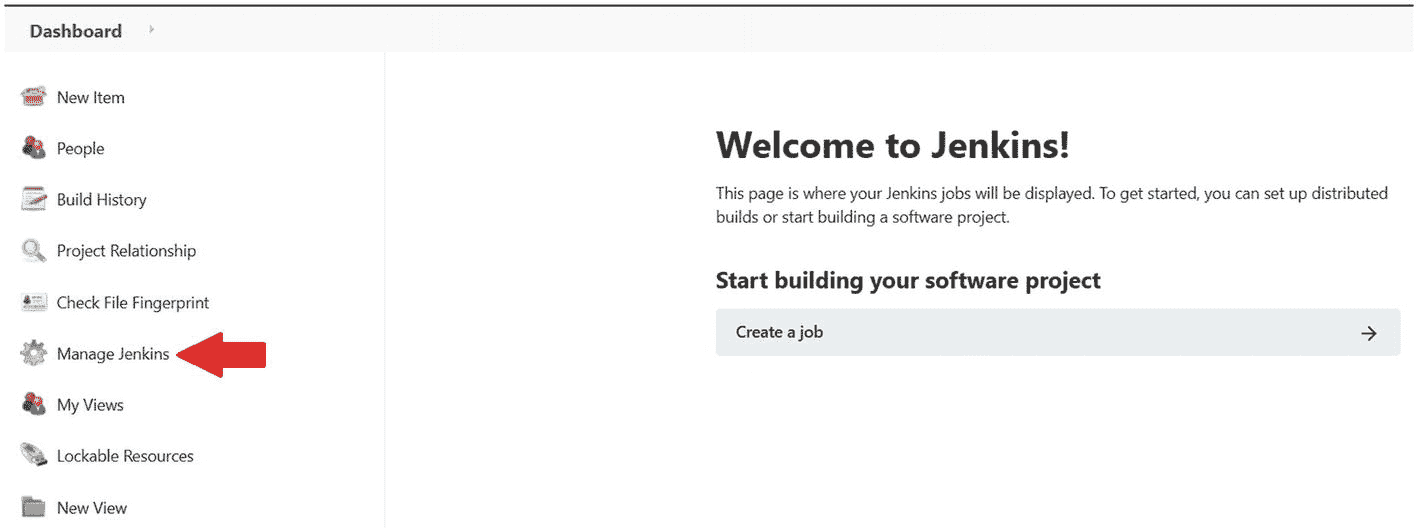 Dashboard
New Item
People
Build History
Project Relationship
Check File Fingerprint
Manage Jenkins
My Views
Lockable Resources
New View
Welcome to Jenkins!
This page is where your Jenkins jobs will be displayed. To get started, you can set up distributed
builds or start building a software project.
Start building your software project
Create a job